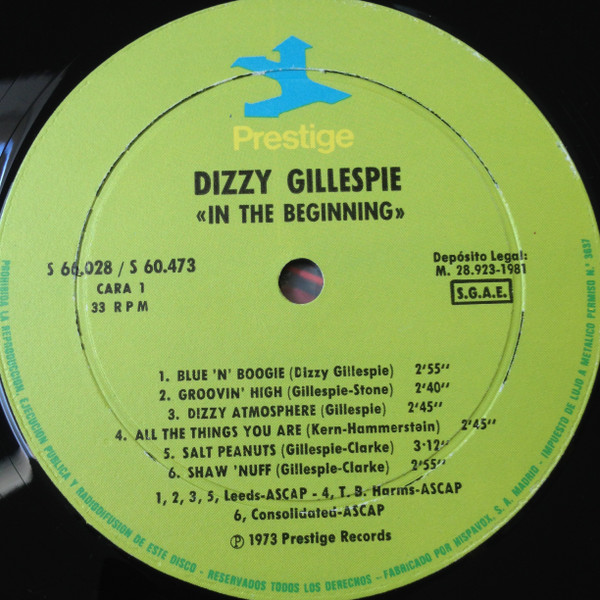 Prestige
DIZZY GILLESPIE
«IN THE BEGINNING»
S 66.028 / S 60.473
CARA 1
33 RPM
Depósito Legal:
M. 28.923-1981
S.G.A.E.
1. BLUE 'N' BOOGIE (Dizzy Gillespie) 2'55''
2. GROOVIN' HIGH (Gillespie-Stone) 2'40''
3. DIZZY ATMOSPHERE (Gillespie) 2'45''
4. ALL THE THINGS YOU ARE (Kern-Hammerstein) 2'45''
5. SALT PEANUTS (Gillespie-Clarke) 3-12''
6. SHAW 'NUFF (Gillespie-Clarke) 2'55''
1, 2, 3, 5, Leeds-ASCAP - 4, T. B. Harms-ASCAP
6, Consolidated-ASCAP
℗ 1973 Prestige Records
PROHIBIDA LA REPRODUCCION, EJECUCION PUBLICA Y RADIODIFUSION DE ESTE DISCO - RESERVADOS TODOS LOS DERECHOS - FABRICADO POR HISPAVOX, S. A. MADRID - IMPUESTO DE LUJO A METALICO PERMISO N.º 3037